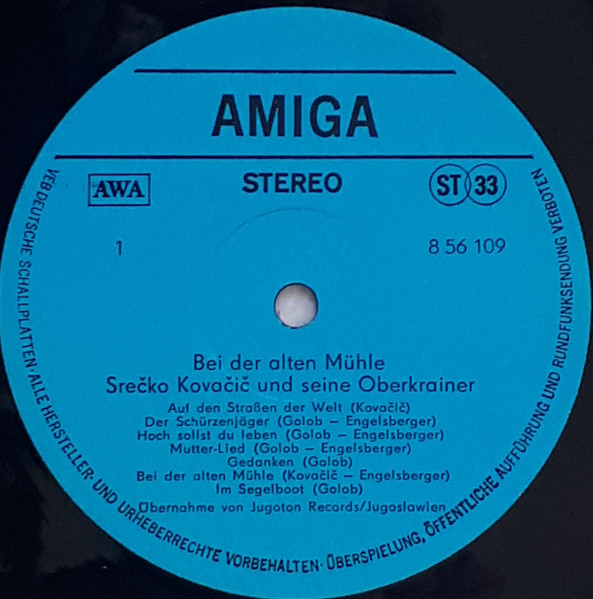 AMIGA
AWA
STEREO
ST 33
1
8 56 109
Bei der alten Mühle
Srečko Kovačič und seine Oberkrainer
Auf den Straßen der Welt (Kovačič)
Der Schürzenjäger (Golob – Engelsberger)
Hoch sollst du leben (Golob – Engelsberger)
Mutter-Lied (Golob – Engelsberger)
Gedanken (Golob)
Bei der alten Mühle (Kovačič – Engelsberger)
Im Segelboot (Golob)
Übernahme von Jugoton Records/Jugoslawien
VEB DEUTSCHE SCHALLPLATTEN · ALLE HERSTELLER- UND URHEBERRECHTE VORBEHALTEN · ÜBERSPIELUNG, ÖFFENTLICHE AUFFÜHRUNG UND RUNDFUNKSENDUNG VERBOTEN